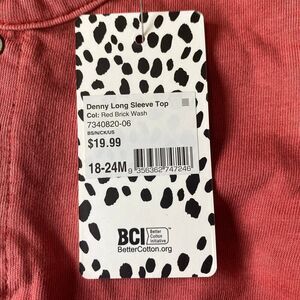 Denny Long Sleeve Top
Col: Red Brick Wash
7340820-06
BS/N/CK/US
$19.99
18-24M
9 356362 747246
BCI Better Cotton Initiative
BetterCotton.org